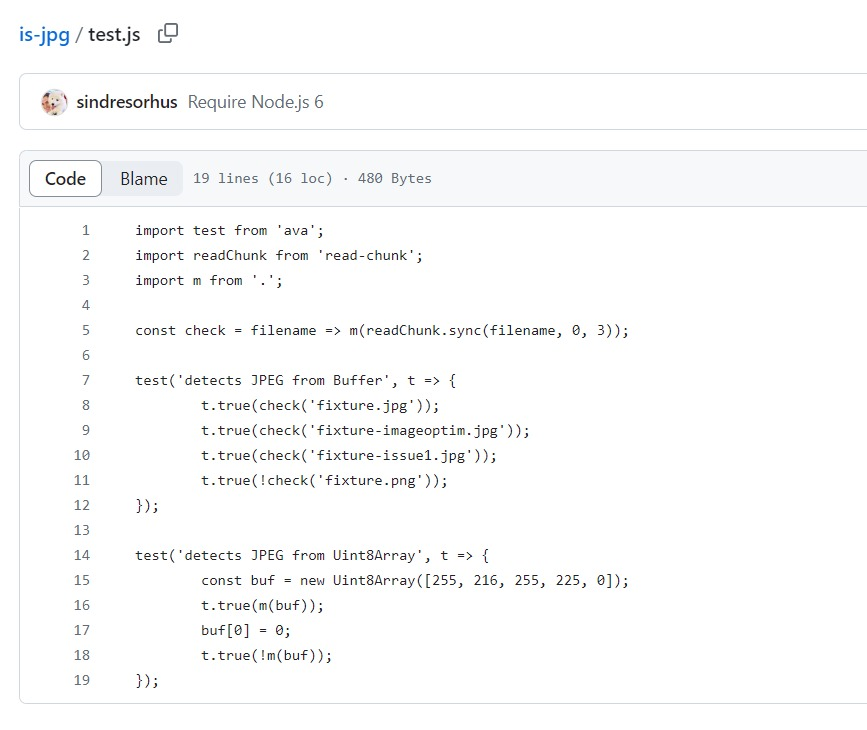 is-jpg / test.js
sindresorhus Require Node.js 6
Code Blame 19 lines (16 loc) · 480 Bytes
1 import test from 'ava';
2 import readChunk from 'read-chunk';
3 import m from '.';
4
5 const check = filename => m(readChunk.sync(filename, 0, 3));
6
7 test('detects JPEG from Buffer', t => {
8         t.true(check('fixture.jpg'));
9         t.true(check('fixture-imageoptim.jpg'));
10         t.true(check('fixture-issue1.jpg'));
11         t.true(!check('fixture.png'));
12 });
13
14 test('detects JPEG from Uint8Array', t => {
15         const buf = new Uint8Array([255, 216, 255, 225, 0]);
16         t.true(m(buf));
17         buf[0] = 0;
18         t.true(!m(buf));
19 });